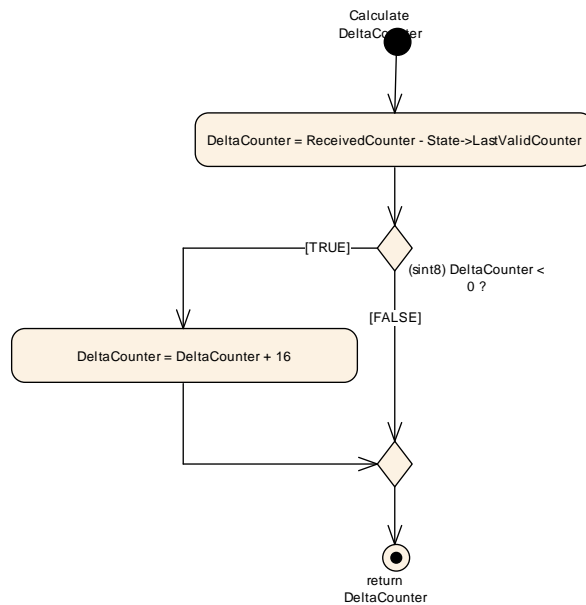 Calculate
DeltaCounter
DeltaCounter = ReceivedCounter - State->LastValidCounter
[TRUE]
(sint8) DeltaCounter <
0 ?
[FALSE]
DeltaCounter = DeltaCounter + 16
return
DeltaCounter